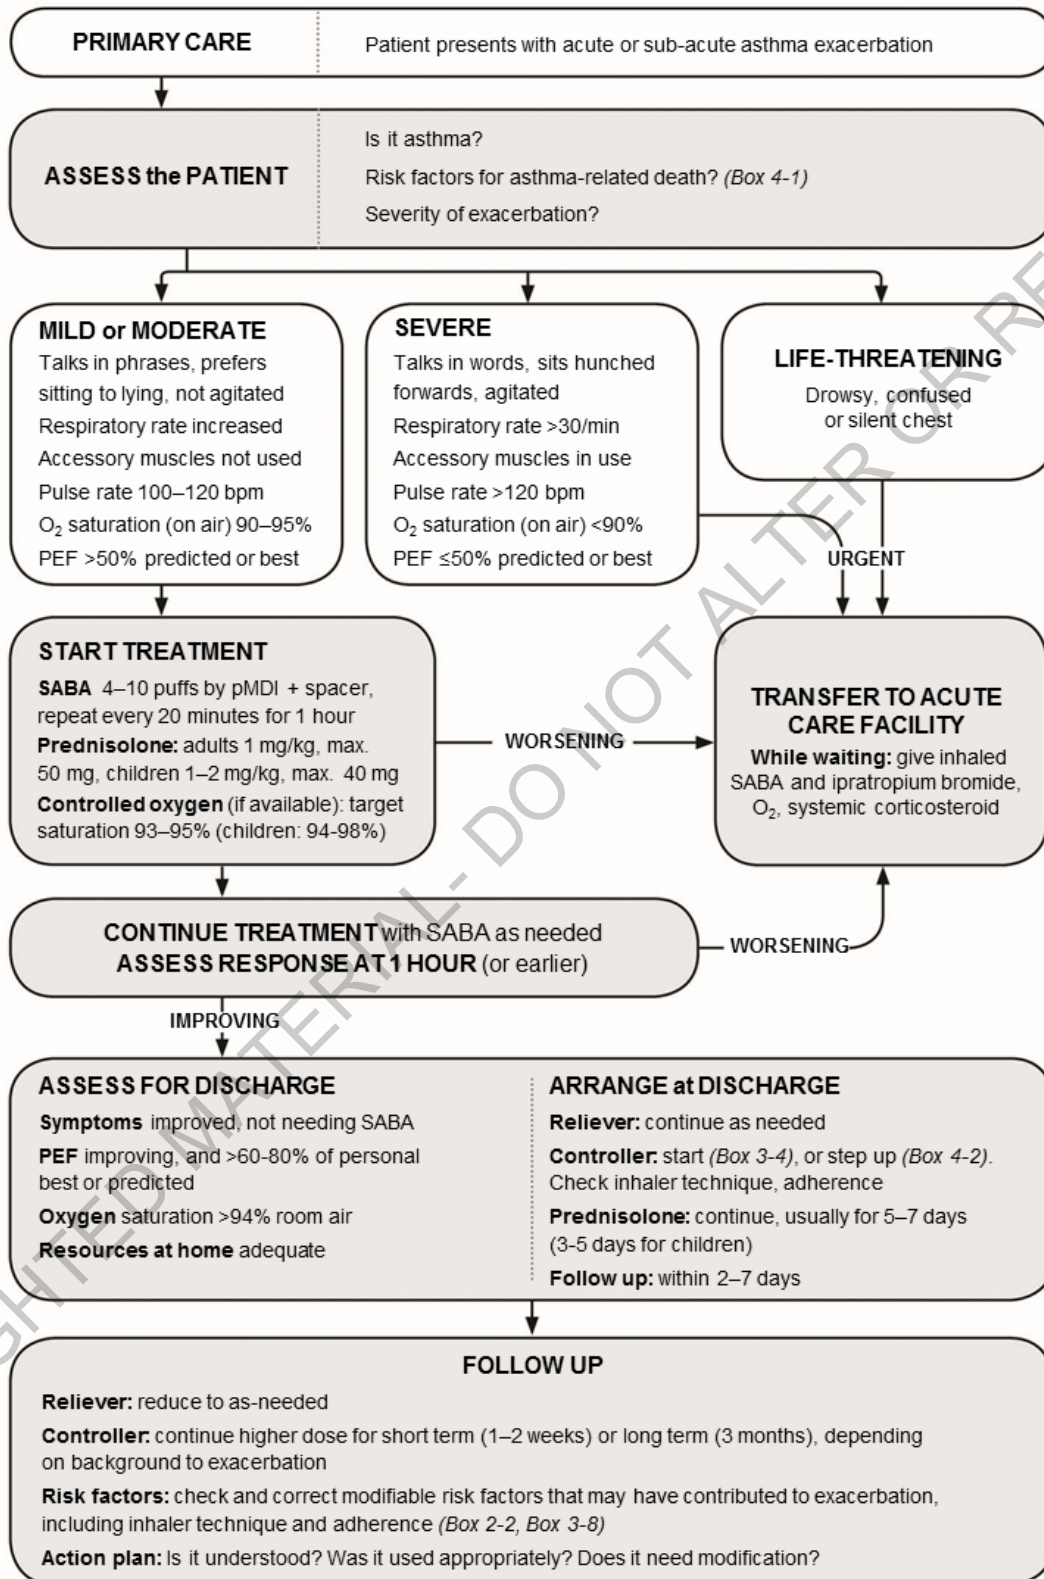 PRIMARY CARE
Patient presents with acute or sub-acute asthma exacerbation
ASSESS the PATIENT
Is it asthma?
Risk factors for asthma-related death? (Box 4-1)
Severity of exacerbation?
MILD or MODERATE
Talks in phrases, prefers
sitting to lying, not agitated
Respiratory rate increased
Accessory muscles not used
Pulse rate 100–120 bpm
O₂ saturation (on air) 90–95%
PEF >50% predicted or best
SEVERE
Talks in words, sits hunched
forwards, agitated
Respiratory rate >30/min
Accessory muscles in use
Pulse rate >120 bpm
O₂ saturation (on air) <90%
PEF ≤50% predicted or best
LIFE-THREATENING
Drowsy, confused
or silent chest
URGENT
START TREATMENT
SABA 4–10 puffs by pMDI + spacer,
repeat every 20 minutes for 1 hour
Prednisolone: adults 1 mg/kg, max.
50 mg, children 1–2 mg/kg, max. 40 mg
Controlled oxygen (if available): target
saturation 93–95% (children: 94-98%)
WORSENING
TRANSFER TO ACUTE
CARE FACILITY
While waiting: give inhaled
SABA and ipratropium bromide,
O₂, systemic corticosteroid
CONTINUE TREATMENT with SABA as needed
ASSESS RESPONSE AT 1 HOUR (or earlier)
WORSENING
IMPROVING
ASSESS FOR DISCHARGE
Symptoms improved, not needing SABA
PEF improving, and >60-80% of personal
best or predicted
Oxygen saturation >94% room air
Resources at home adequate
ARRANGE at DISCHARGE
Reliever: continue as needed
Controller: start (Box 3-4), or step up (Box 4-2).
Check inhaler technique, adherence
Prednisolone: continue, usually for 5–7 days
(3-5 days for children)
Follow up: within 2–7 days
FOLLOW UP
Reliever: reduce to as-needed
Controller: continue higher dose for short term (1–2 weeks) or long term (3 months), depending
on background to exacerbation
Risk factors: check and correct modifiable risk factors that may have contributed to exacerbation,
including inhaler technique and adherence (Box 2-2, Box 3-8)
Action plan: Is it understood? Was it used appropriately? Does it need modification?
MATERIAL- DO NOT ALTER OR